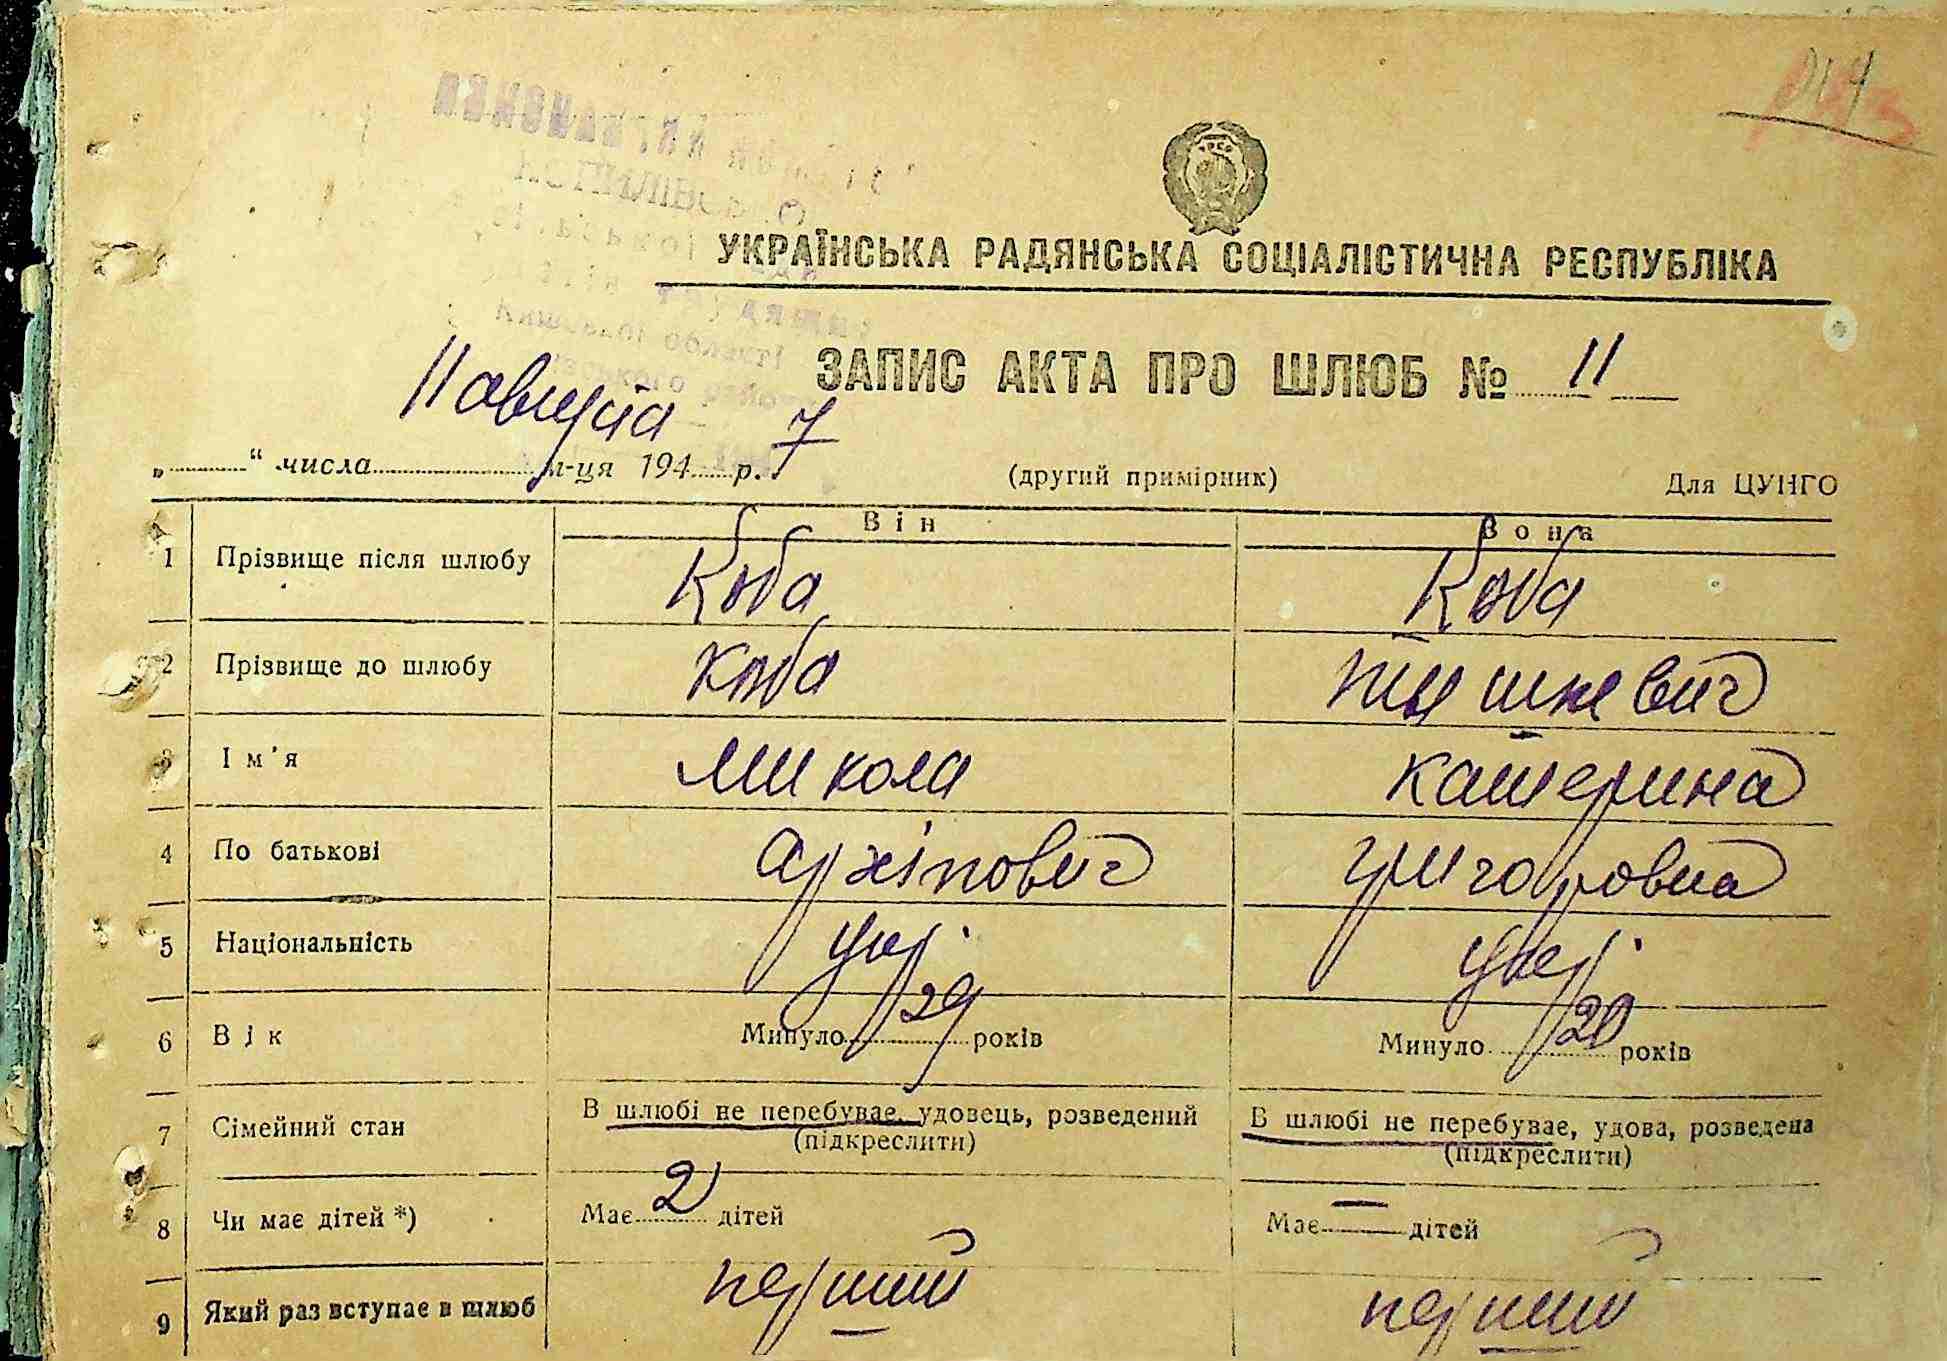 УКРАЇНСЬКА РАДЯНСЬКА СОЦІАЛІСТИЧНА РЕСПУБЛІКА
ЗАПИС АКТА ПРО ШЛЮБ № 11
11 августа 7
„ “ числа м-ця 194 р. (другий примірник) Для ЦУНГО
Він Вона
1 Прізвище після шлюбу Коба Коба
2 Прізвище до шлюбу Коба Тышкевич
3 Ім'я Микола Катерина
4 По батькові Архіпович Григоровна
5 Національність укр. укр.
6 Вік Минуло 29 років Минуло 20 років
7 Сімейний стан В шлюбі не перебуває, удовець, розведений В шлюбі не перебуває, удова, розведена
(підкреслити) (підкреслити)
8 Чи має дітей *) Має 2 дітей Має — дітей
9 Який раз вступає в шлюб перший перший